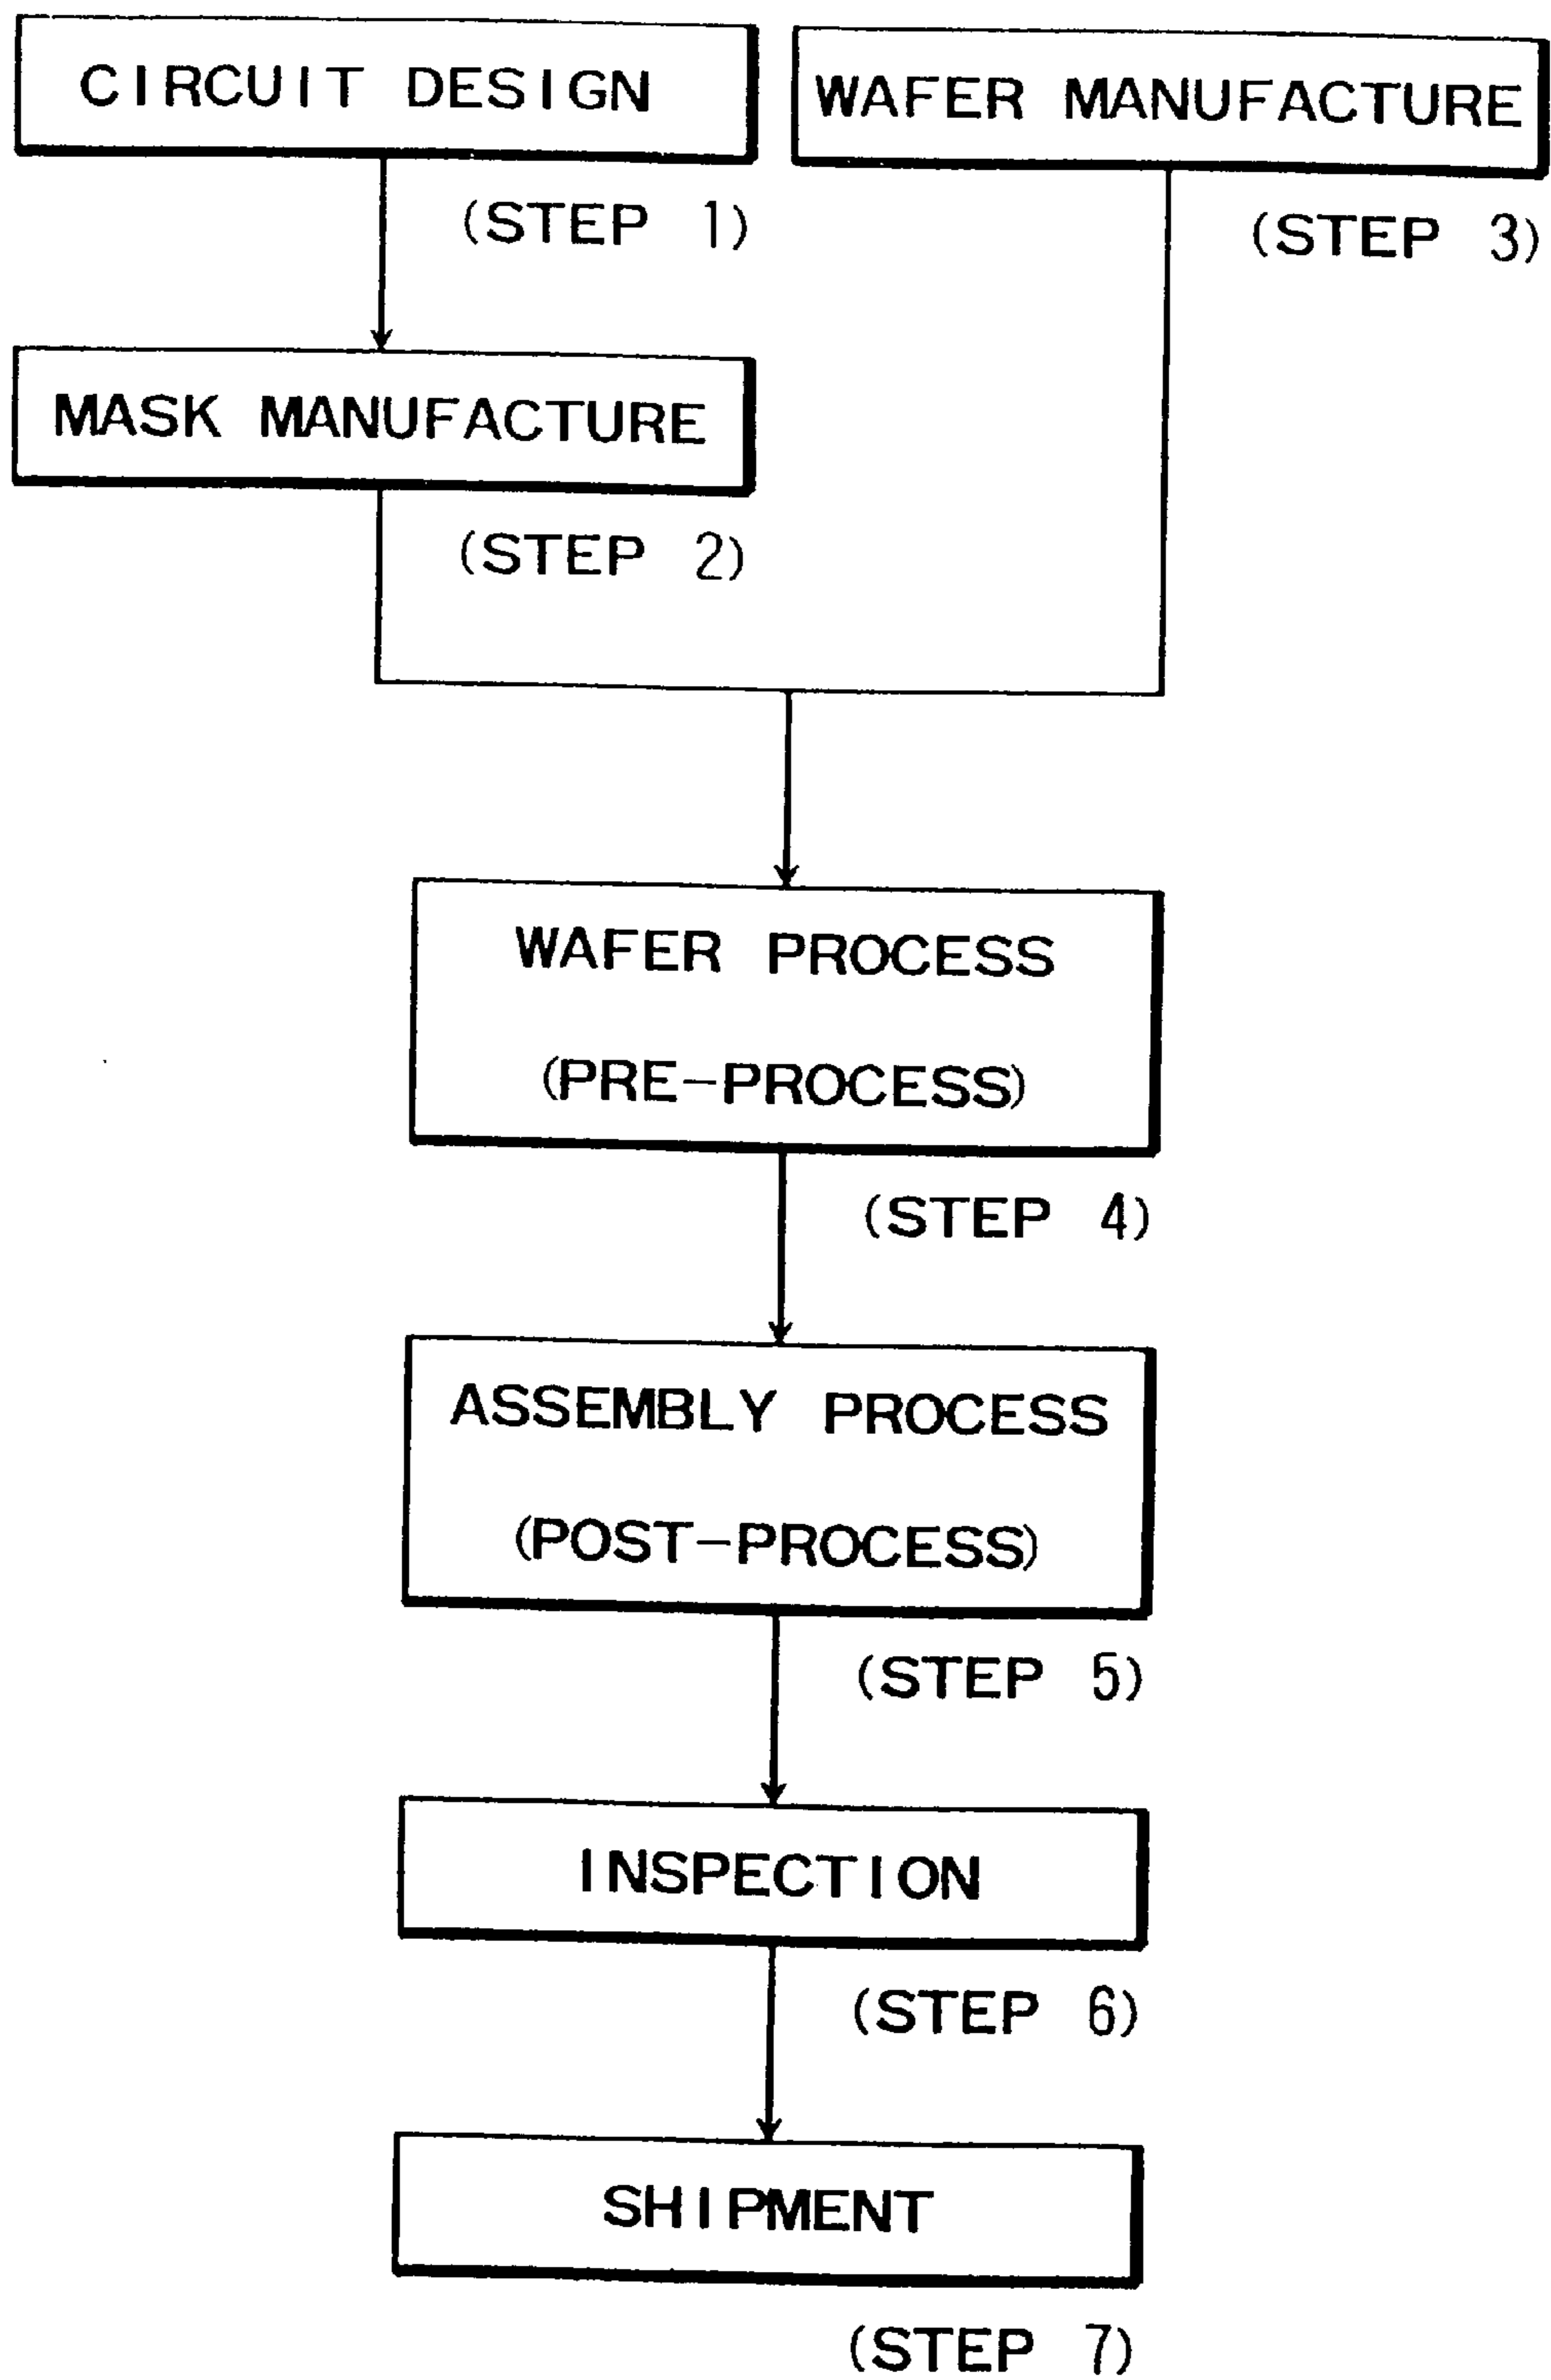 CIRCUIT DESIGN
(STEP 1)
WAFER MANUFACTURE
(STEP 3)
MASK MANUFACTURE
(STEP 2)
WAFER PROCESS
(PRE-PROCESS)
(STEP 4)
ASSEMBLY PROCESS
(POST-PROCESS)
(STEP 5)
INSPECTION
(STEP 6)
SHIPMENT
(STEP 7)